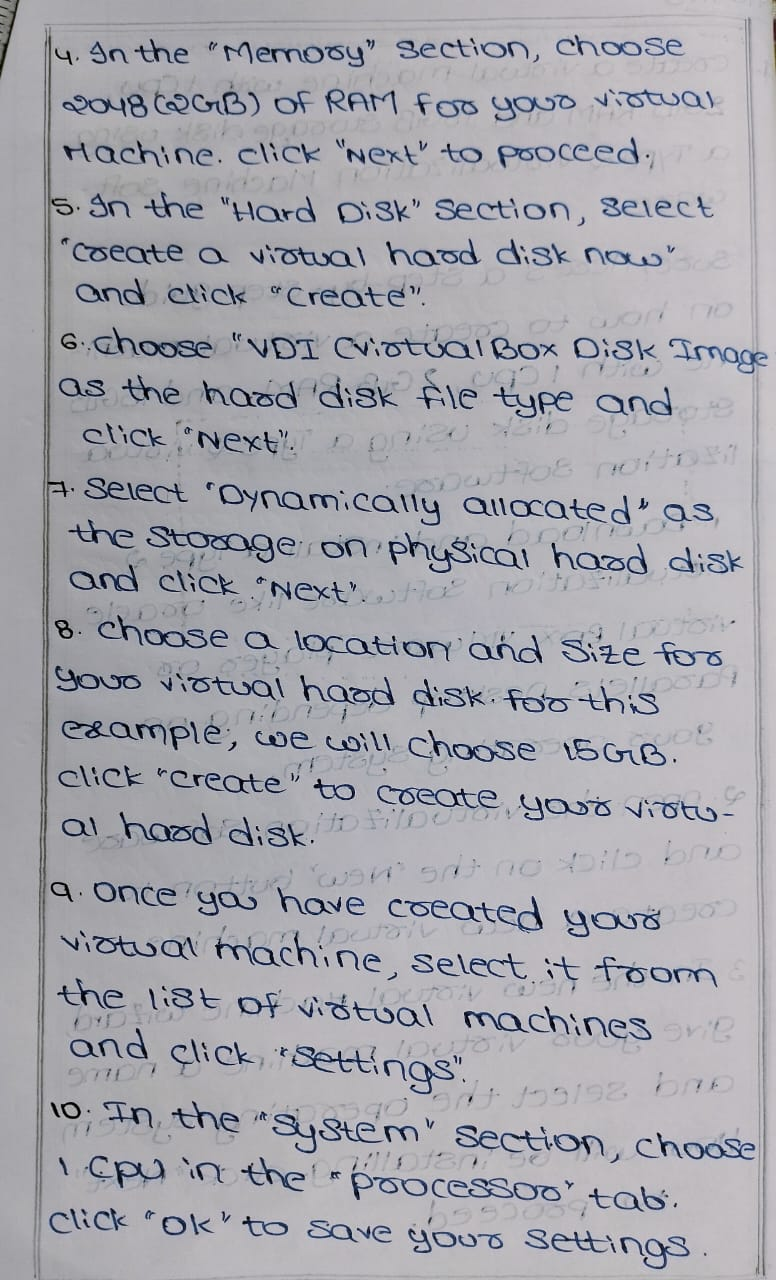 4. In the "Memory" Section, choose
2048 (2GB) of RAM for your virtual
Machine. click "Next" to proceed.
5. In the "Hard Disk" Section, Select
"create a virtual hard disk now"
and click "create".
6. choose "VDI (virtualBox Disk Image
as the hard disk file type and
click "Next".
7. Select "Dynamically allocated" as
the Storage on physical hard disk
and click "Next".
8. choose a location and Size for
your virtual hard disk. for this
example, we will choose 15GB.
click "create" to create your virtu-
al hard disk.
9. once you have created your
virtual machine, select it from
the list of virtual machines
and click "Settings".
10. In the "System" Section, choose
1 CPU in the "processor" tab.
click "OK" to save your Settings.